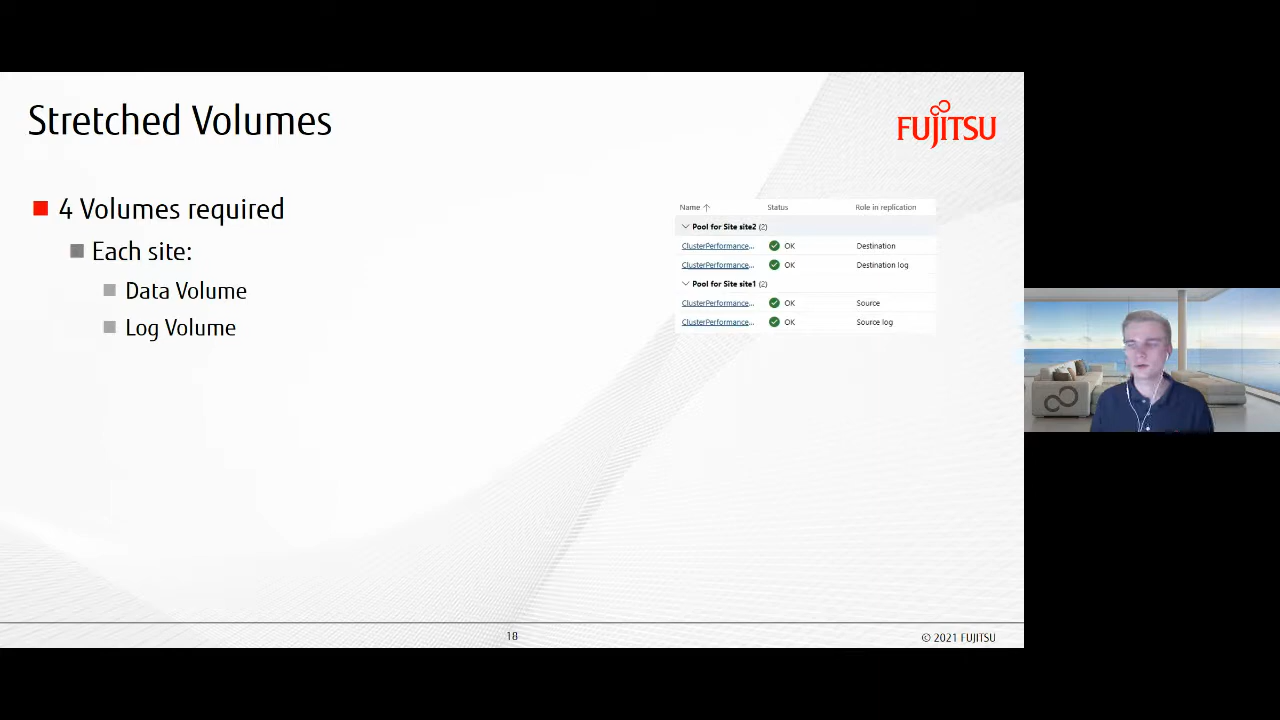 Stretched Volumes
FUJITSU
4 Volumes required
Each site:
Data Volume
Log Volume
Name Status Role in replication
Pool for Site site2 (2)
ClusterPerformance... OK Destination
ClusterPerformance... OK Destination log
Pool for Site site1 (2)
ClusterPerformance... OK Source
ClusterPerformance... OK Source log
18
© 2021 FUJITSU